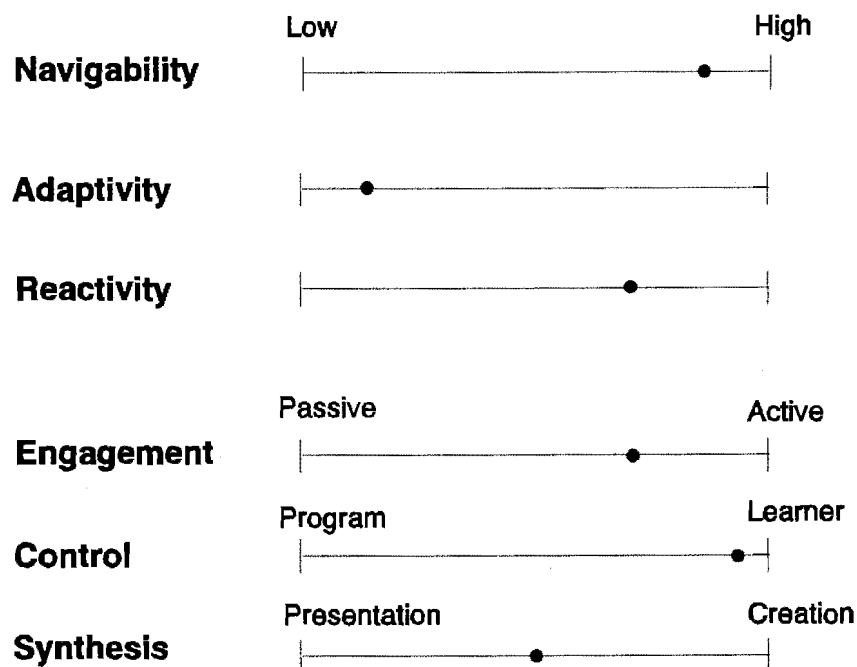 Low High
Navigability
Adaptivity
Reactivity
Passive Active
Engagement
Program Learner
Control
Presentation Creation
Synthesis